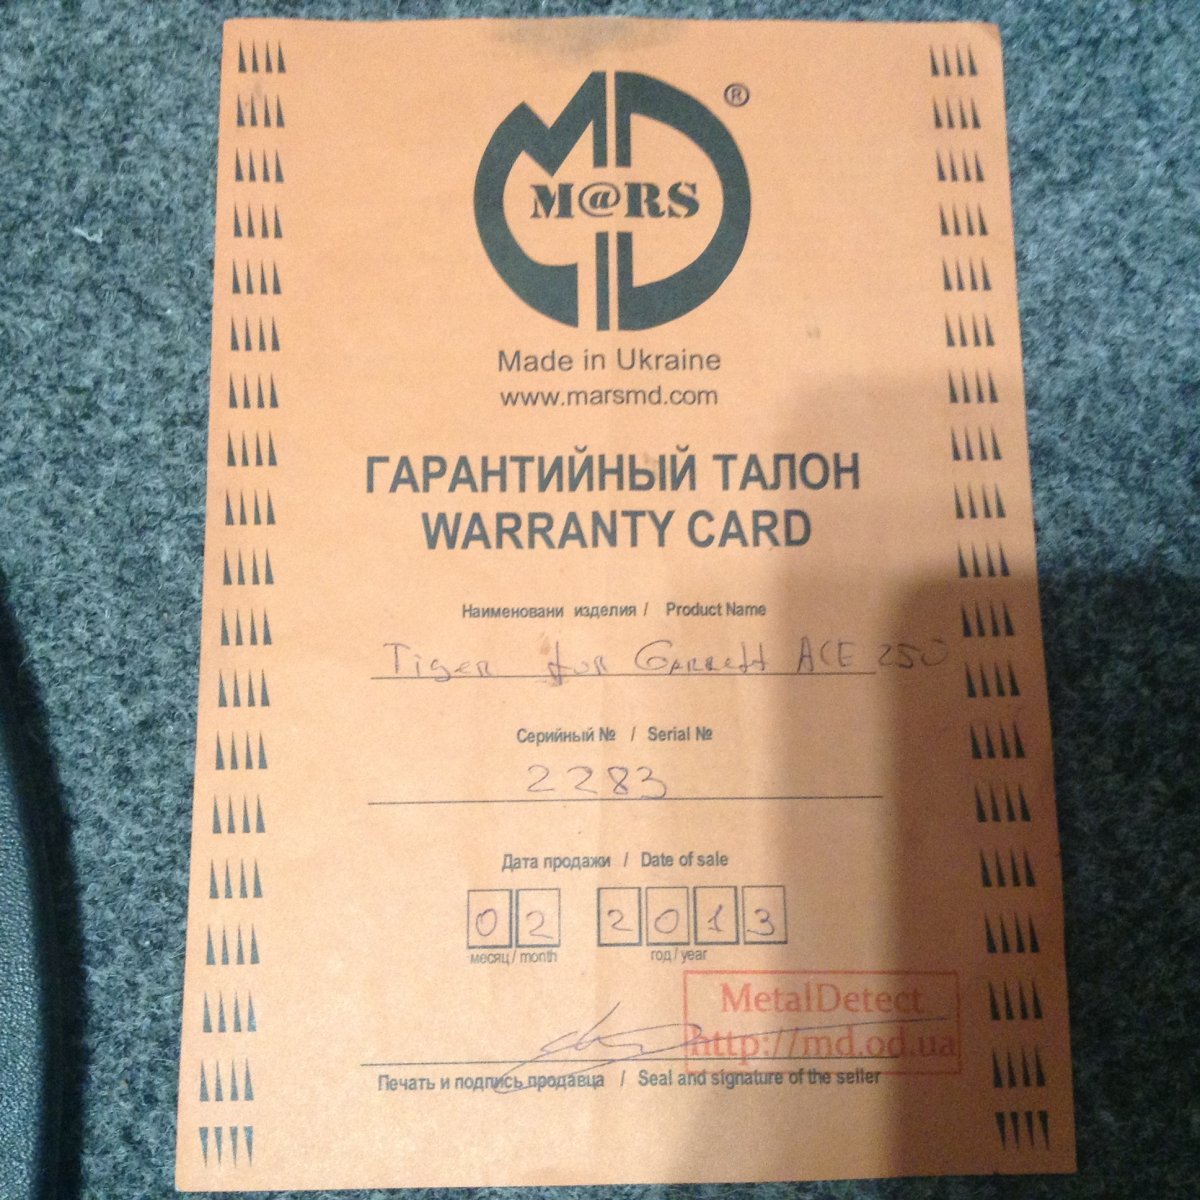 ®
M@RS
Made in Ukraine
www.marsmd.com
ГАРАНТИЙНЫЙ ТАЛОН
WARRANTY CARD
Наименовани изделия / Product Name
Tiger for Garrett ACE 250
Серийный № / Serial №
2283
Дата продажи / Date of sale
02 2013
месяц / month год / year
MetalDetect
http://md.od.ua
Печать и подпись продавца / Seal and signature of the seller